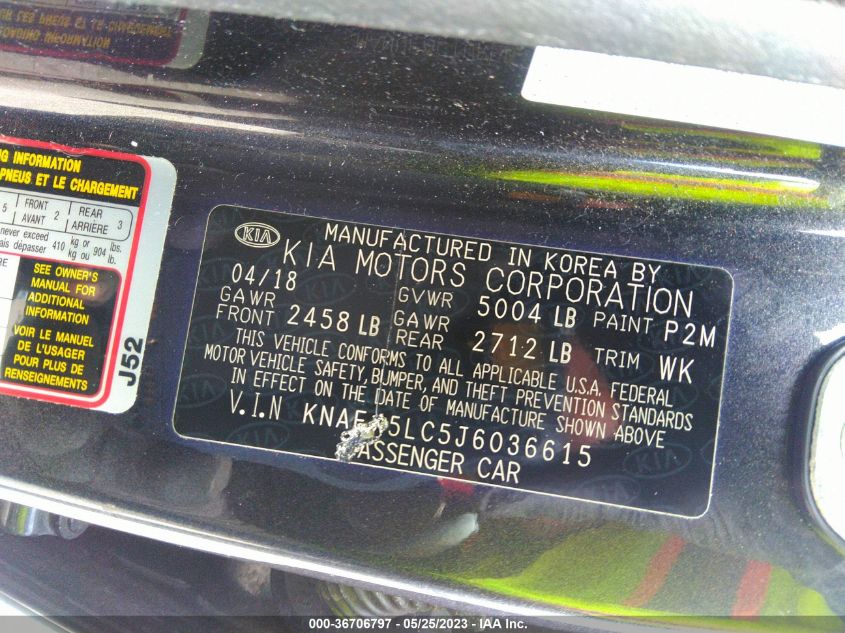 NG INFORMATION
PNEUS ET LE CHARGEMENT
5 FRONT 2 REAR 3
AVANT ARRIÈRE
never exceed kg or lbs.
ais dépasser 410 kg ou 904 lb.
SEE OWNER'S
MANUAL FOR
ADDITIONAL
INFORMATION
VOIR LE MANUEL
DE L'USAGER
POUR PLUS DE
RENSEIGNEMENTS
J52
KIA
MANUFACTURED IN KOREA BY
KIA MOTORS CORPORATION
04/18 GVWR 5004 LB PAINT P2M
GAWR FRONT 2458 LB GAWR REAR 2712 LB TRIM WK
THIS VEHICLE CONFORMS TO ALL APPLICABLE U.S.A. FEDERAL
MOTOR VEHICLE SAFETY, BUMPER, AND THEFT PREVENTION STANDARDS
IN EFFECT ON THE DATE OF MANUFACTURE SHOWN ABOVE
V.I.N 5LC5J6036615
PASSENGER CAR
000-36706797 - 05/25/2023 - IAA Inc.